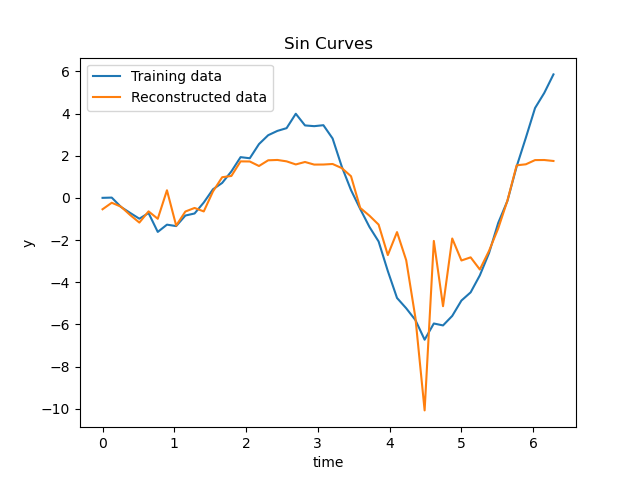 Sin Curves
Training data
Reconstructed data
6
4
2
0
−2
−4
−6
−8
−10
y
0 1 2 3 4 5 6
time